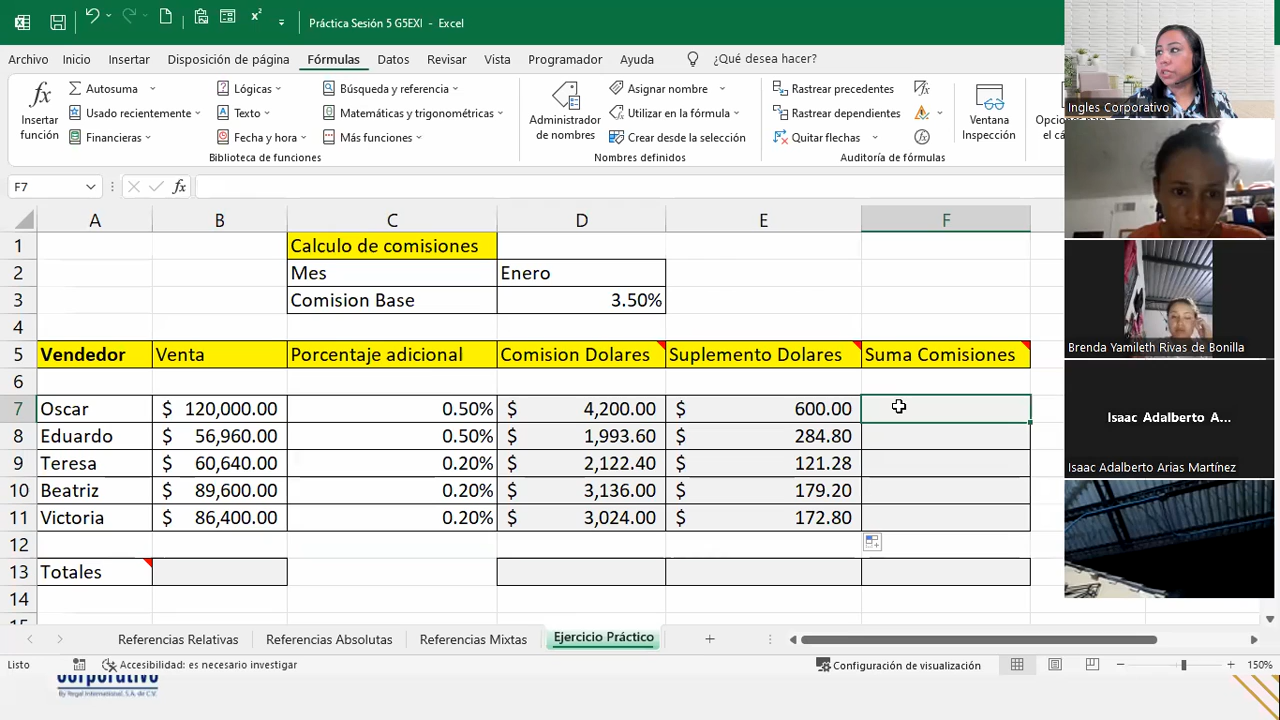 Práctica Sesión 5 G5EXI - Excel
Archivo Inicio Insertar Disposición de página Fórmulas Revisar Programador Ayuda ¿Qué desea hacer?
fx Insertar función
Autosuma
Usado recientemente
Financieras
Lógicas
Texto
Fecha y hora
Búsqueda y referencia
Matemáticas y trigonométricas
Más funciones
Biblioteca de funciones
Administrador de nombres
Asignar nombre
Utilizar en la fórmula
Crear desde la selección
Nombres definidos
Rastrear precedentes
Rastrear dependientes
Quitar flechas
Auditoría de fórmulas
Ventana Inspección
Ingles Corporativo
F7 fx
A B C D E F
1 Calculo de comisiones
2 Mes Enero
3 Comision Base 3.50%
4
5 Vendedor Venta Porcentaje adicional Comision Dolares Suplemento Dolares Suma Comisiones
6
7 Oscar $ 120,000.00 0.50% $ 4,200.00 $ 600.00
8 Eduardo $ 56,960.00 0.50% $ 1,993.60 $ 284.80
9 Teresa $ 60,640.00 0.20% $ 2,122.40 $ 121.28
10 Beatriz $ 89,600.00 0.20% $ 3,136.00 $ 179.20
11 Victoria $ 86,400.00 0.20% $ 3,024.00 $ 172.80
12
13 Totales
14
Brenda Yamileth Rivas de Bonilla
Isaac Adalberto A...
Isaac Adalberto Arias Martínez
Referencias Relativas Referencias Absolutas Referencias Mixtas Ejercicio Práctico
Listo Accesibilidad: es necesario investigar Configuración de visualización 150%
By Regal International, S.A. de C.V.